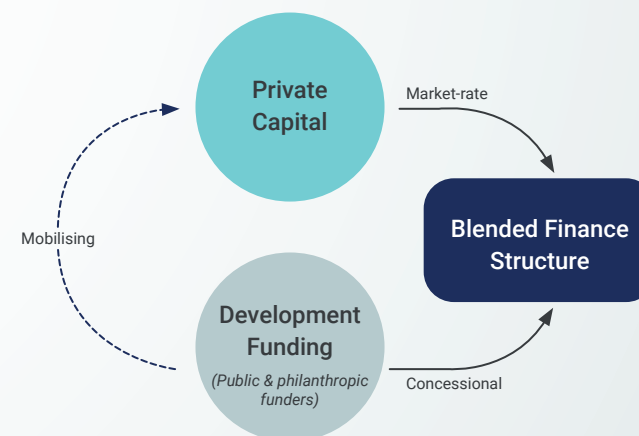 Private
Capital
Market-rate
Blended Finance
Structure
Mobilising
Development
Funding
(Public & philanthropic
funders)
Concessional